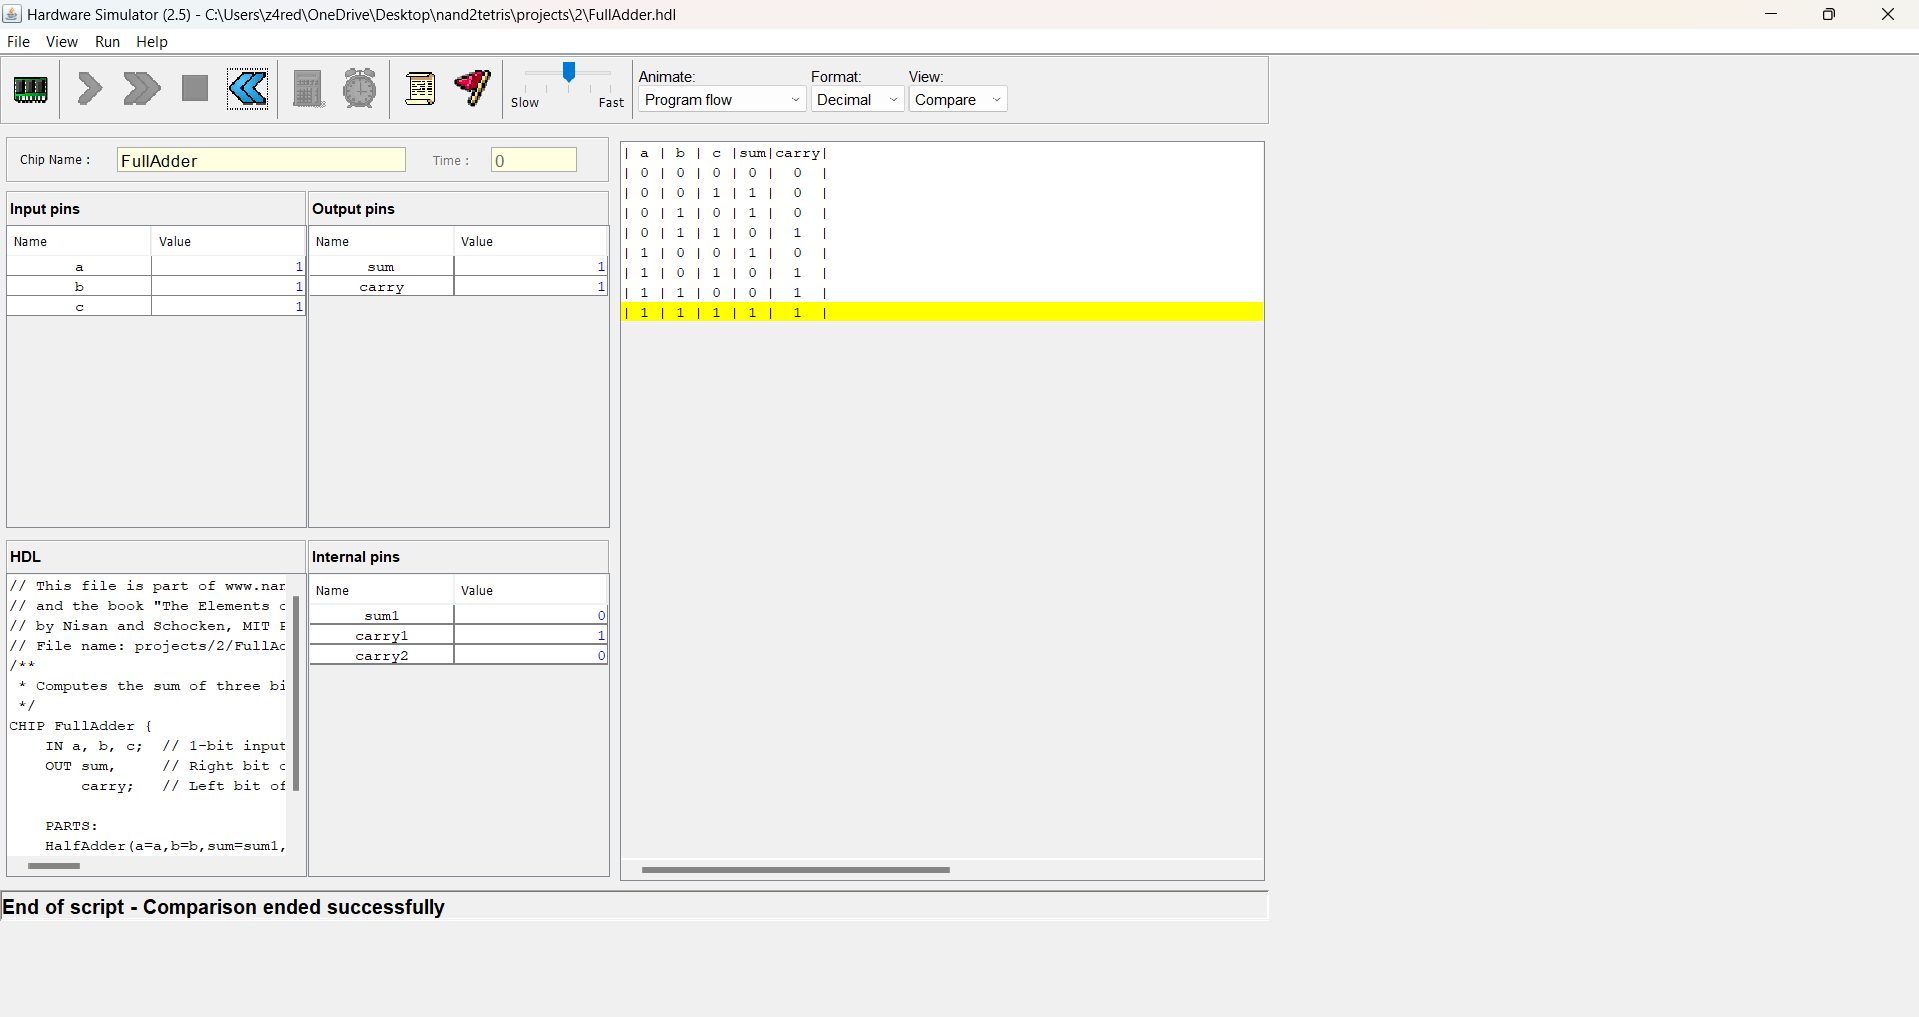 Hardware Simulator (2.5) - C:\Users\z4red\OneDrive\Desktop\nand2tetris\projects\2\FullAdder.hdl
File View Run Help
Slow Fast
Animate: Format: View:
Program flow Decimal Compare
Chip Name : FullAdder Time : 0
Input pins
Name Value
a 1
b 1
c 1
Output pins
Name Value
sum 1
carry 1
HDL
// This file is part of www.nan
// and the book "The Elements o
// by Nisan and Schocken, MIT P
// File name: projects/2/FullAd
/**
* Computes the sum of three bi
*/
CHIP FullAdder {
IN a, b, c; // 1-bit input
OUT sum, // Right bit o
carry; // Left bit of
PARTS:
HalfAdder(a=a,b=b,sum=sum1,
Internal pins
Name Value
sum1 0
carry1 1
carry2 0
| a | b | c |sum|carry|
| 0 | 0 | 0 | 0 | 0 |
| 0 | 0 | 1 | 1 | 0 |
| 0 | 1 | 0 | 1 | 0 |
| 0 | 1 | 1 | 0 | 1 |
| 1 | 0 | 0 | 1 | 0 |
| 1 | 0 | 1 | 0 | 1 |
| 1 | 1 | 0 | 0 | 1 |
| 1 | 1 | 1 | 1 | 1 |
End of script - Comparison ended successfully